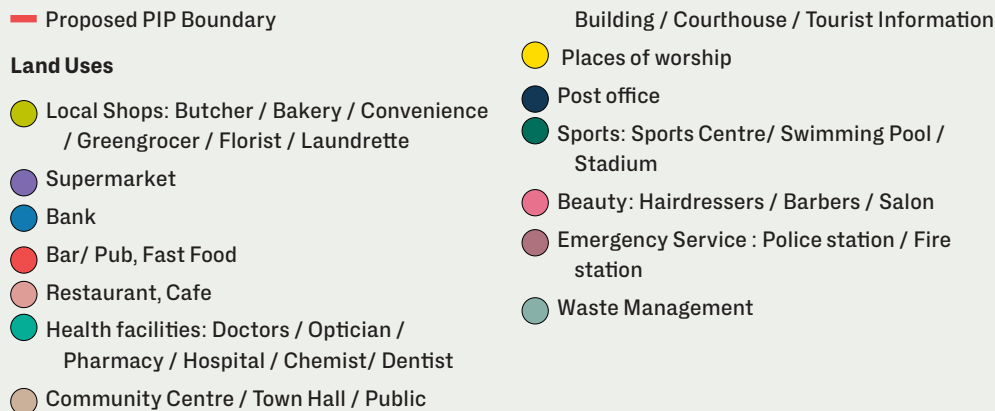 Proposed PIP Boundary
Land Uses
Local Shops: Butcher / Bakery / Convenience
/ Greengrocer / Florist / Laundrette
Supermarket
Bank
Bar/ Pub, Fast Food
Restaurant, Cafe
Health facilities: Doctors / Optician /
Pharmacy / Hospital / Chemist/ Dentist
Community Centre / Town Hall / Public
Building / Courthouse / Tourist Information
Places of worship
Post office
Sports: Sports Centre/ Swimming Pool /
Stadium
Beauty: Hairdressers / Barbers / Salon
Emergency Service : Police station / Fire
station
Waste Management